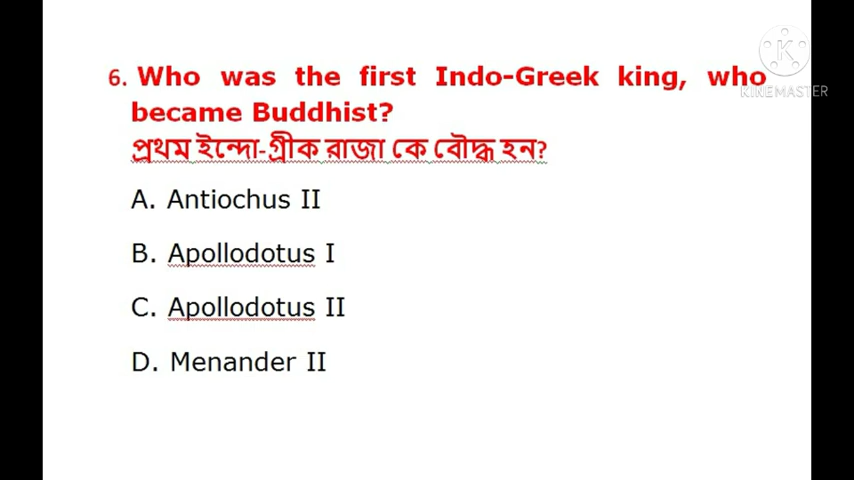 6. Who was the first Indo-Greek king, who
became Buddhist?
প্রথম ইন্দো-গ্রীক রাজা কে বৌদ্ধ হন?
A. Antiochus II
B. Apollodotus I
C. Apollodotus II
D. Menander II
K
KINEMASTER